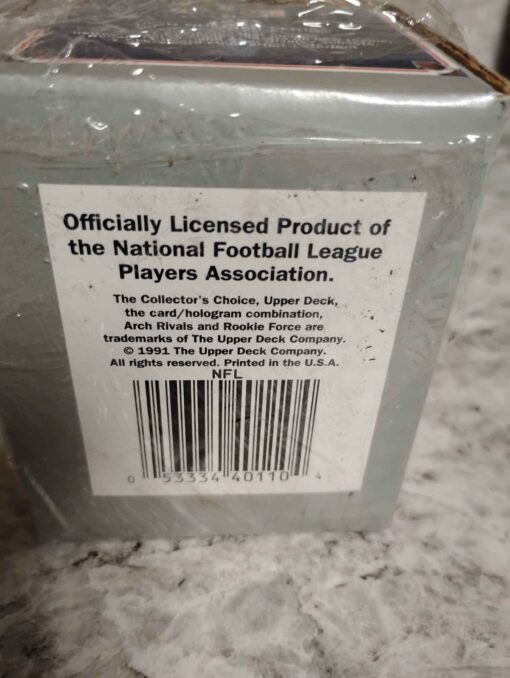 Officially Licensed Product of
the National Football League
Players Association.
The Collector's Choice, Upper Deck,
the card/hologram combination,
Arch Rivals and Rookie Force are
trademarks of The Upper Deck Company.
© 1991 The Upper Deck Company.
All rights reserved. Printed in the U.S.A.
NFL
0 53334 40110 4